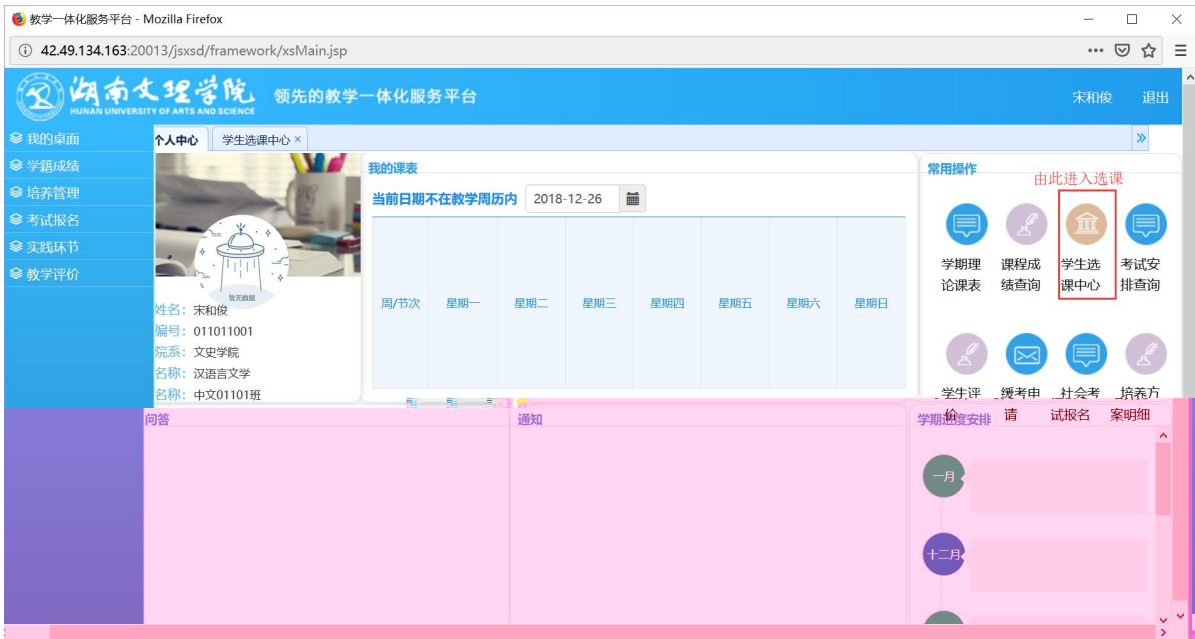 教学一体化服务平台 - Mozilla Firefox
42.49.134.163:20013/jsxsd/framework/xsMain.jsp
湖南文理学院
HUNAN UNIVERSITY OF ARTS AND SCIENCE
领先的教学一体化服务平台
宋和俊 退出
我的桌面
学籍成绩
培养管理
考试报名
实践环节
教学评价
个人中心 学生选课中心 ×
暂无数据
姓名：宋和俊
编号：011011001
院系：文史学院
名称：汉语言文学
名称：中文01101班
我的课表
当前日期不在教学周历内 2018-12-26
周/节次 星期一 星期二 星期三 星期四 星期五 星期六 星期日
常用操作
由此进入选课
学期理论课表
课程成绩查询
学生选课中心
考试安排查询
学生评价
缓考申请
社会考试报名
培养方案明细
问答
通知
学期进度安排
一月
十二月